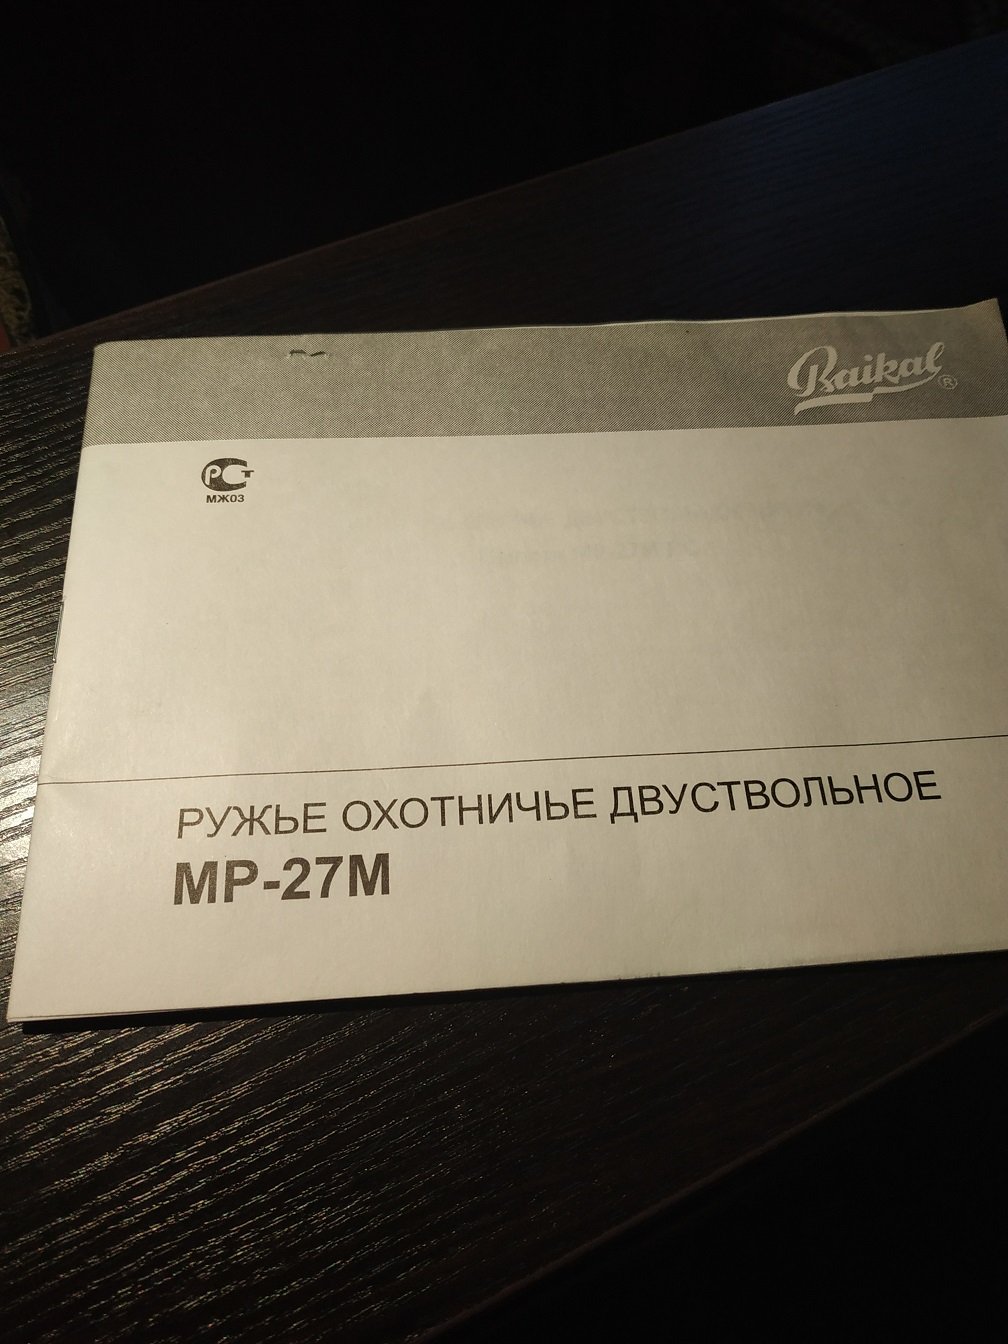 Baikal ®
РСТ
МЖ03
РУЖЬЕ ОХОТНИЧЬЕ ДВУСТВОЛЬНОЕ
МР-27М